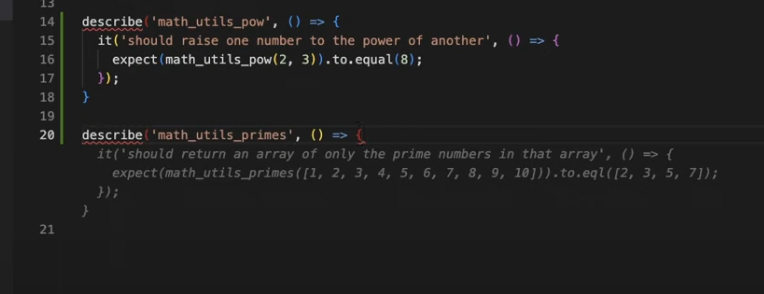 13
14 describe('math_utils_pow', () => {
15 it('should raise one number to the power of another', () => {
16 expect(math_utils_pow(2, 3)).to.equal(8);
17 });
18 }
19
20 describe('math_utils_primes', () => {
it('should return an array of only the prime numbers in that array', () => {
expect(math_utils_primes([1, 2, 3, 4, 5, 6, 7, 8, 9, 10])).to.eql([2, 3, 5, 7]);
});
}
21